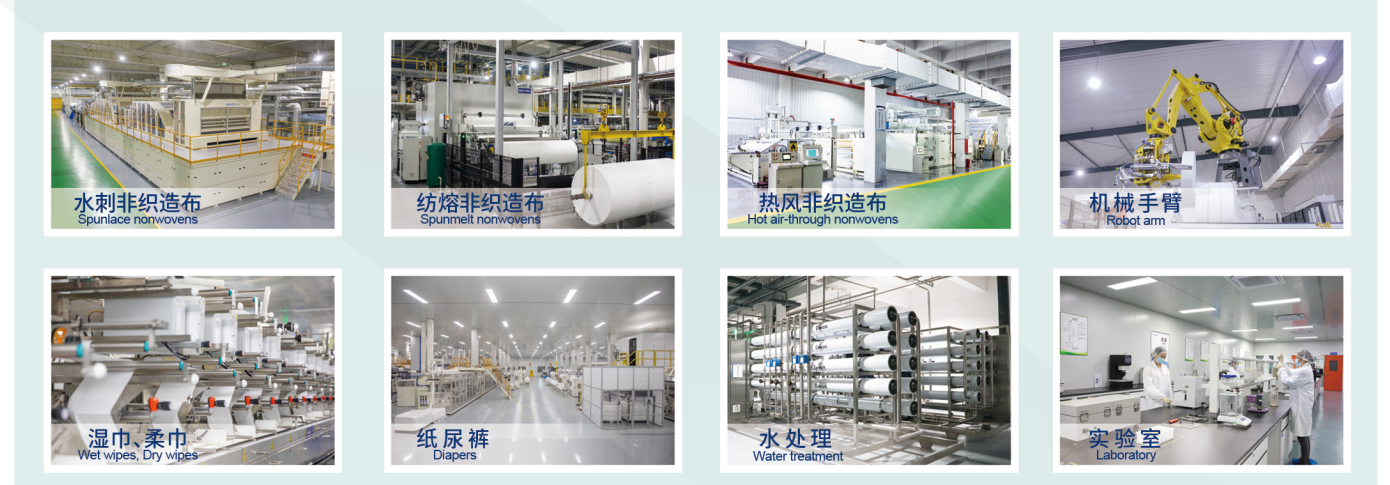 水刺非织造布
Spunlace nonwovens
纺熔非织造布
Spunmelt nonwovens
热风非织造布
Hot air-through nonwovens
机械手臂
Robot arm
湿巾、柔巾
Wet wipes, Dry wipes
纸尿裤
Diapers
水处理
Water treatment
实验室
Laboratory